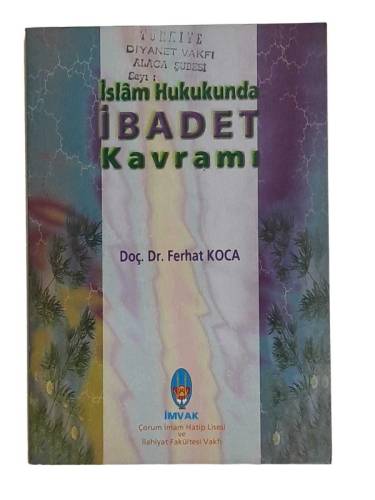 TÜRKİYE
DİYANET VAKFI
ALACA ŞUBESİ
Sayı :
İslâm Hukukunda
İBADET
Kavramı
Doç. Dr. Ferhat KOCA
İMVAK
Çorum İmam Hatip Lisesi
ve
İlahiyat Fakültesi Vakfı